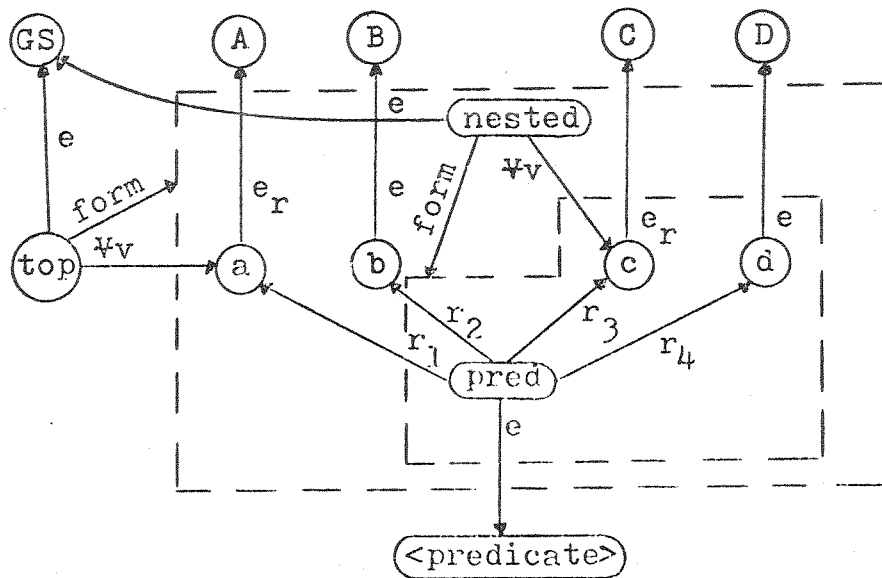 GS A B C D
e nested
e form e_r e form ∀v e_r e
top ∀v a b c d
r_1 r_2 r_3 r_4
pred
e
<predicate>